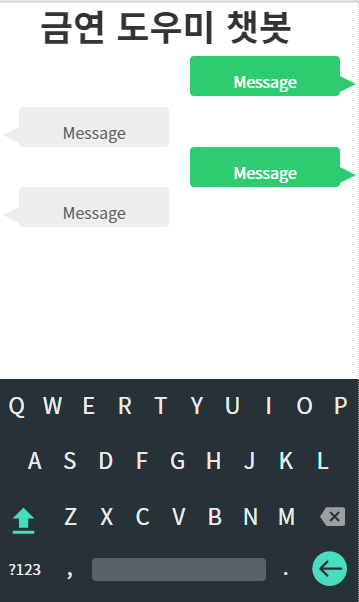 금연 도우미 챗봇
Message
Message
Message
Message
Q W E R T Y U I O P
A S D F G H J K L
Z X C V B N M
?123 , .